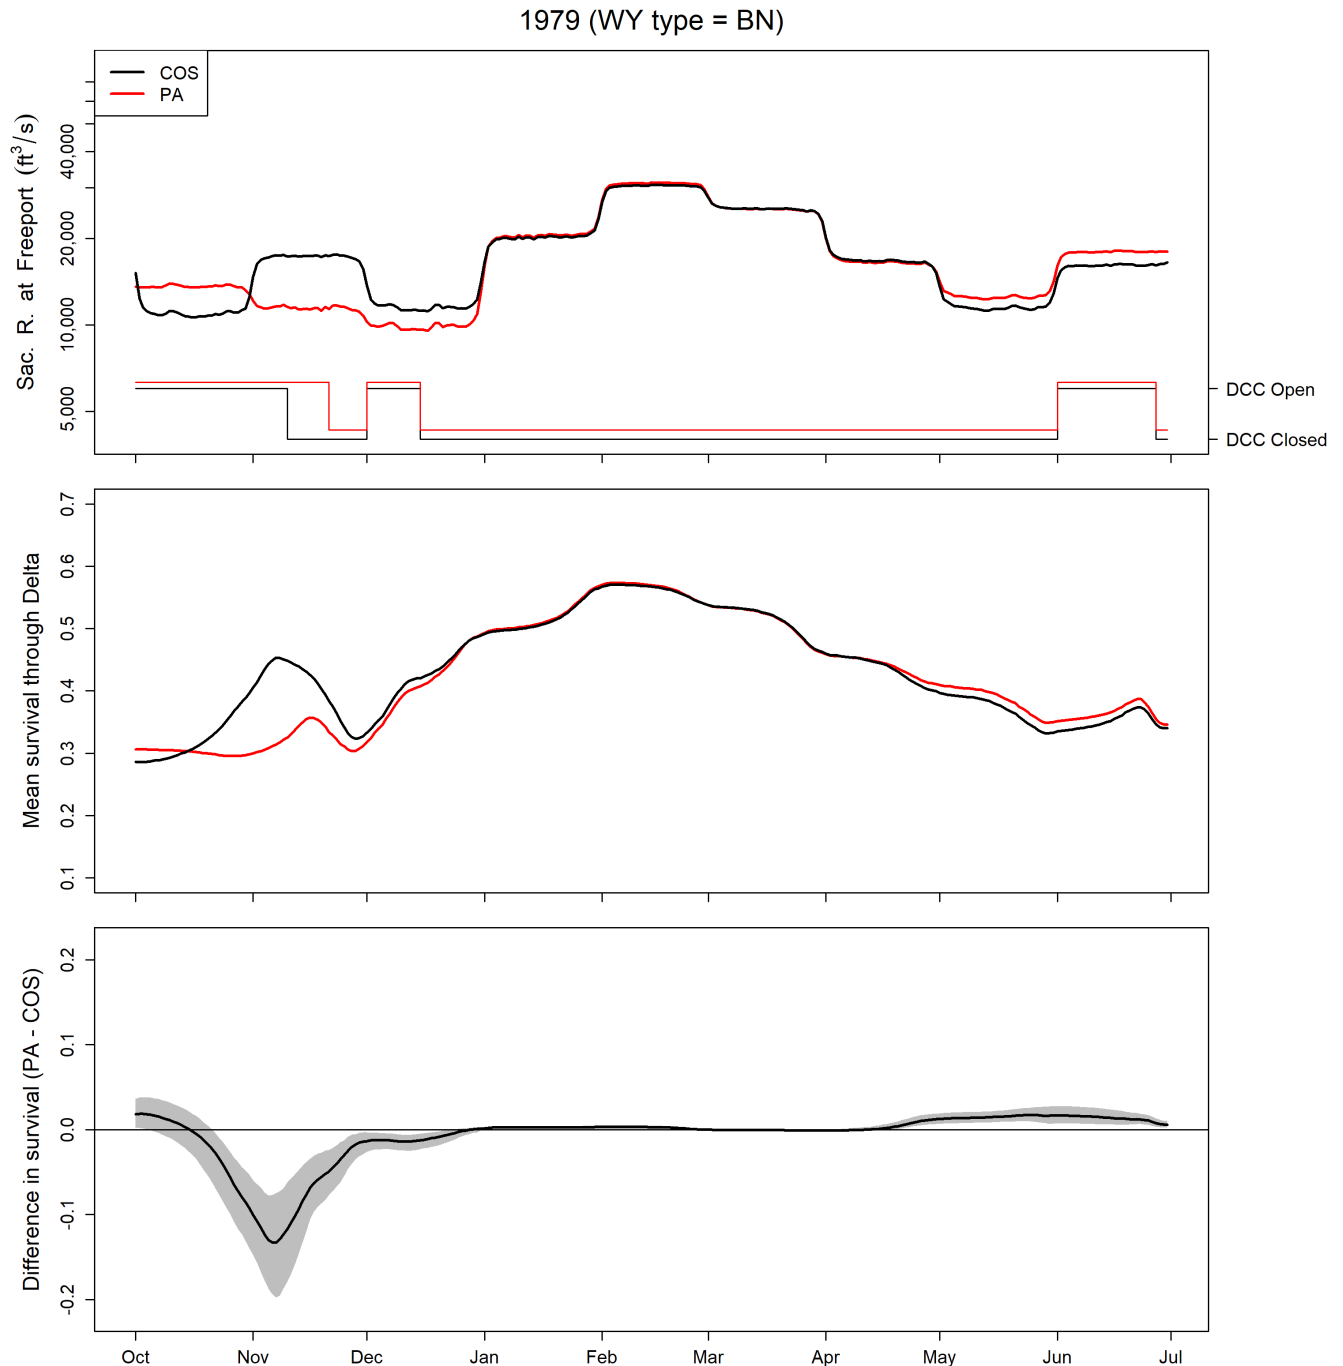 1979 (WY type = BN)
COS
PA
Sac. R. at Freeport (ft³/s)
40,000
20,000
10,000
5,000
DCC Open
DCC Closed
Mean survival through Delta
0.7
0.6
0.5
0.4
0.3
0.2
0.1
Difference in survival (PA - COS)
0.2
0.1
0.0
-0.1
-0.2
Oct Nov Dec Jan Feb Mar Apr May Jun Jul